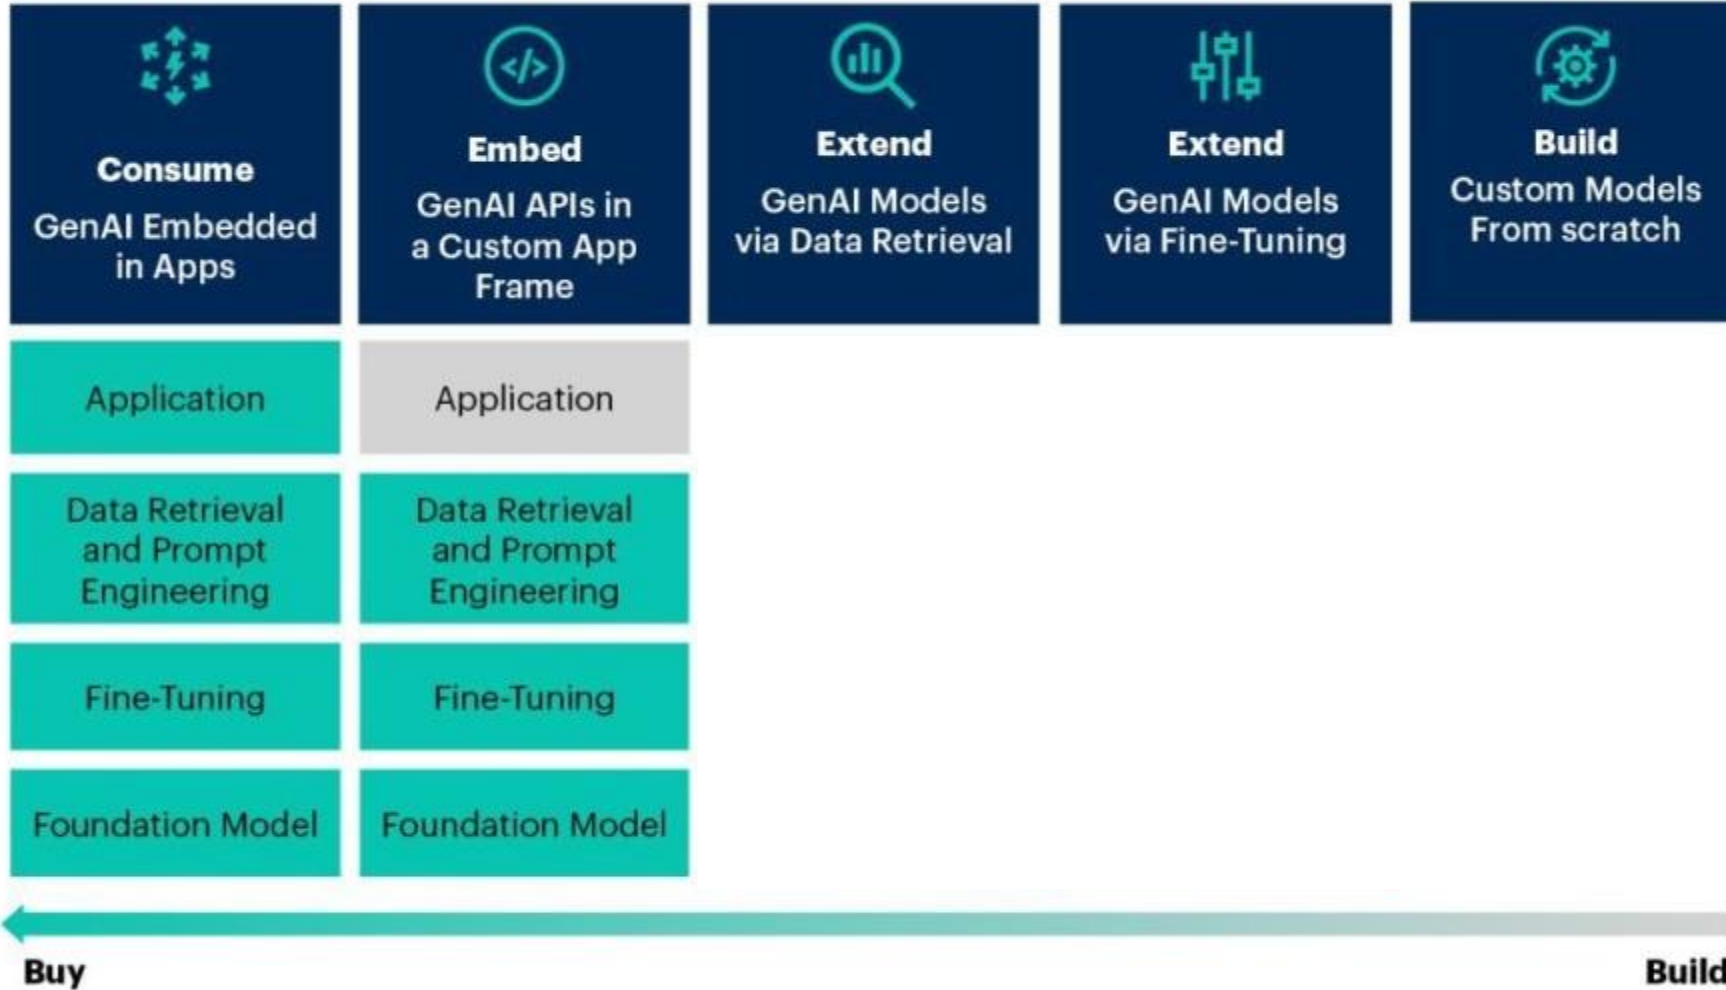 Consume
GenAI Embedded
in Apps
Embed
GenAI APIs in
a Custom App
Frame
Extend
GenAI Models
via Data Retrieval
Extend
GenAI Models
via Fine-Tuning
Build
Custom Models
From scratch
Application
Application
Data Retrieval
and Prompt
Engineering
Data Retrieval
and Prompt
Engineering
Fine-Tuning
Fine-Tuning
Foundation Model
Foundation Model
Buy
Build